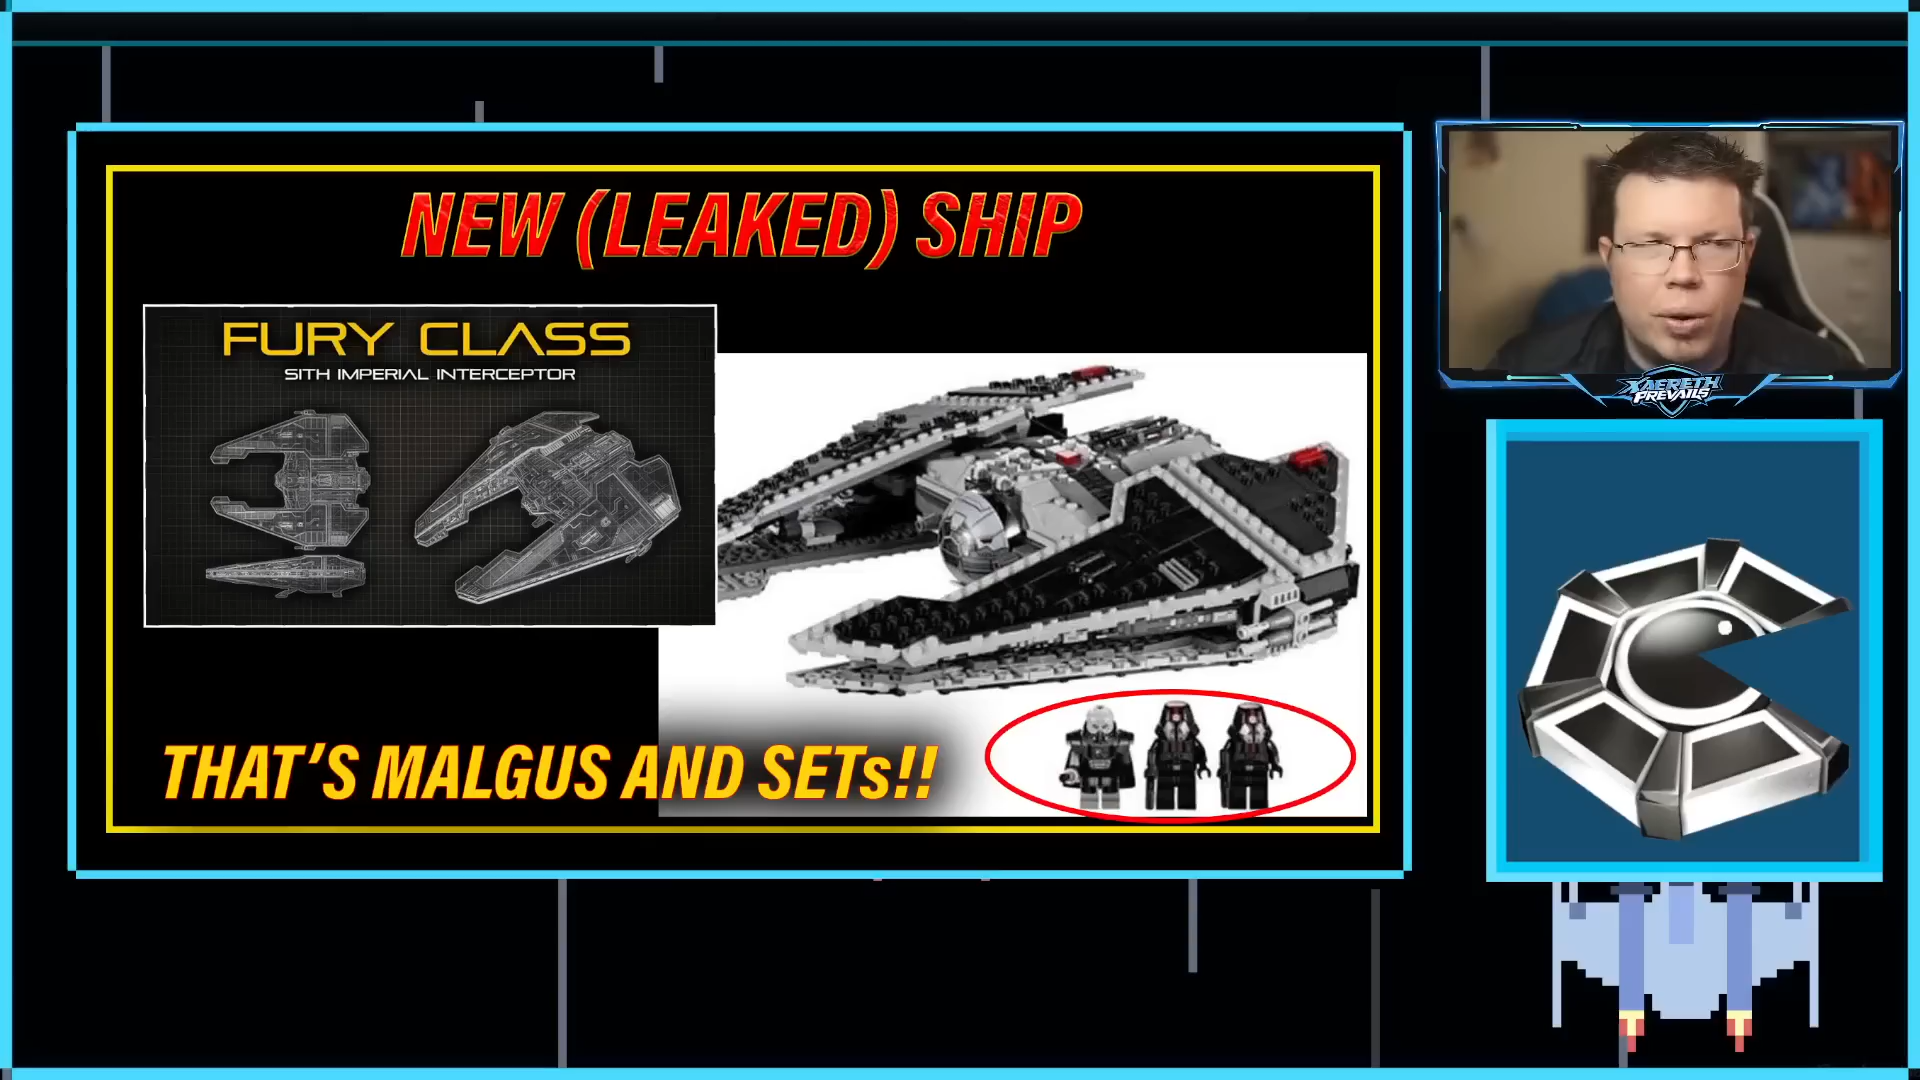 NEW (LEAKED) SHIP
FURY CLASS
SITH IMPERIAL INTERCEPTOR
XAERETH
PREVAILS
THAT'S MALGUS AND SETs!!